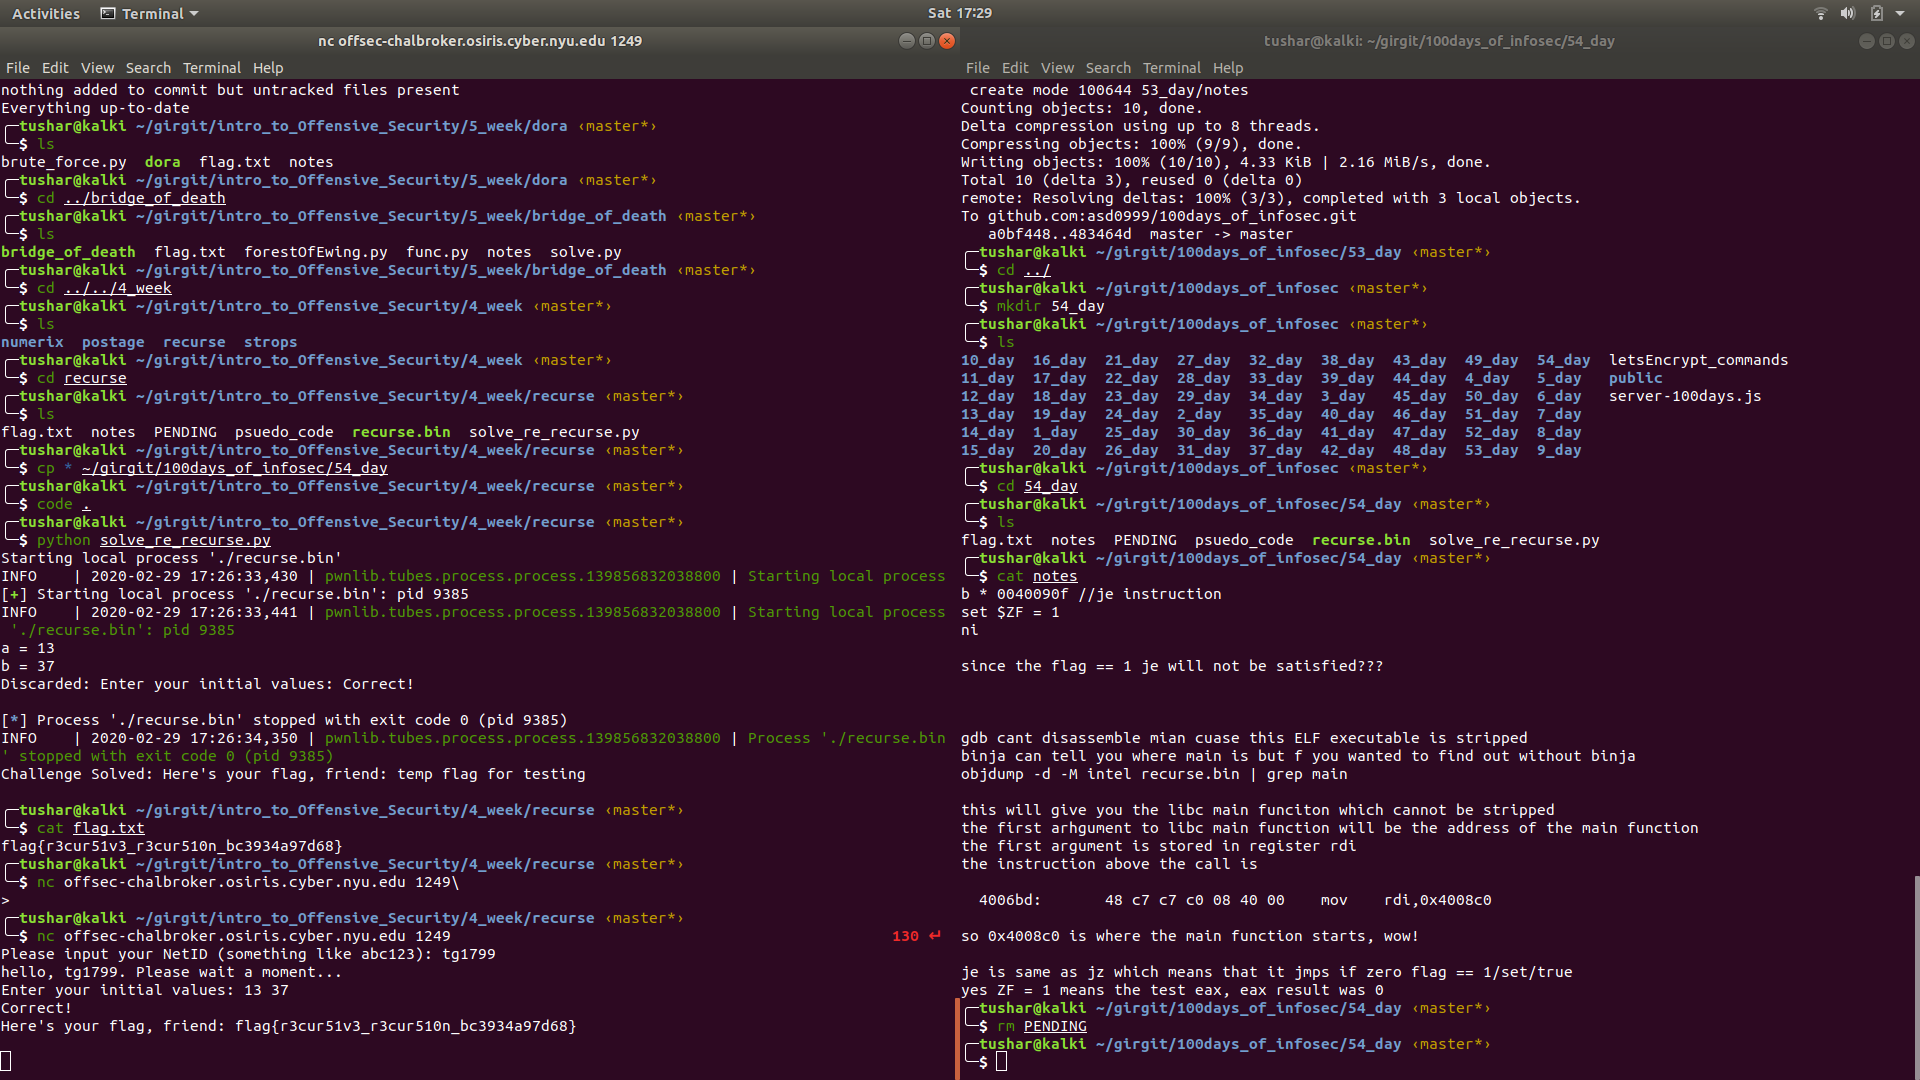 Activities Terminal Sat 17:29
nc offsec-chalbroker.osiris.cyber.nyu.edu 1249
File Edit View Search Terminal Help
nothing added to commit but untracked files present
Everything up-to-date
tushar@kalki ~/girgit/intro_to_Offensive_Security/5_week/dora ‹master*›
$ ls
brute_force.py dora flag.txt notes
tushar@kalki ~/girgit/intro_to_Offensive_Security/5_week/dora ‹master*›
$ cd ../bridge_of_death
tushar@kalki ~/girgit/intro_to_Offensive_Security/5_week/bridge_of_death ‹master*›
$ ls
bridge_of_death flag.txt forestOfEwing.py func.py notes solve.py
tushar@kalki ~/girgit/intro_to_Offensive_Security/5_week/bridge_of_death ‹master*›
$ cd ../../4_week
tushar@kalki ~/girgit/intro_to_Offensive_Security/4_week ‹master*›
$ ls
numerix postage recurse strops
tushar@kalki ~/girgit/intro_to_Offensive_Security/4_week ‹master*›
$ cd recurse
tushar@kalki ~/girgit/intro_to_Offensive_Security/4_week/recurse ‹master*›
$ ls
flag.txt notes PENDING psuedo_code recurse.bin solve_re_recurse.py
tushar@kalki ~/girgit/intro_to_Offensive_Security/4_week/recurse ‹master*›
$ cp * ~/girgit/100days_of_infosec/54_day
tushar@kalki ~/girgit/intro_to_Offensive_Security/4_week/recurse ‹master*›
$ code .
tushar@kalki ~/girgit/intro_to_Offensive_Security/4_week/recurse ‹master*›
$ python solve_re_recurse.py
Starting local process './recurse.bin'
INFO | 2020-02-29 17:26:33,430 | pwnlib.tubes.process.process.139856832038800 | Starting local process
[+] Starting local process './recurse.bin': pid 9385
INFO | 2020-02-29 17:26:33,441 | pwnlib.tubes.process.process.139856832038800 | Starting local process
'./recurse.bin': pid 9385
a = 13
b = 37
Discarded: Enter your initial values: Correct!
[*] Process './recurse.bin' stopped with exit code 0 (pid 9385)
INFO | 2020-02-29 17:26:34,350 | pwnlib.tubes.process.process.139856832038800 | Process './recurse.bin
' stopped with exit code 0 (pid 9385)
Challenge Solved: Here's your flag, friend: temp flag for testing
tushar@kalki ~/girgit/intro_to_Offensive_Security/4_week/recurse ‹master*›
$ cat flag.txt
flag{r3cur51v3_r3cur510n_bc3934a97d68}
tushar@kalki ~/girgit/intro_to_Offensive_Security/4_week/recurse ‹master*›
$ nc offsec-chalbroker.osiris.cyber.nyu.edu 1249\
>
tushar@kalki ~/girgit/intro_to_Offensive_Security/4_week/recurse ‹master*›
$ nc offsec-chalbroker.osiris.cyber.nyu.edu 1249 130 ↵
Please input your NetID (something like abc123): tg1799
hello, tg1799. Please wait a moment...
Enter your initial values: 13 37
Correct!
Here's your flag, friend: flag{r3cur51v3_r3cur510n_bc3934a97d68}
tushar@kalki: ~/girgit/100days_of_infosec/54_day
File Edit View Search Terminal Help
create mode 100644 53_day/notes
Counting objects: 10, done.
Delta compression using up to 8 threads.
Compressing objects: 100% (9/9), done.
Writing objects: 100% (10/10), 4.33 KiB | 2.16 MiB/s, done.
Total 10 (delta 3), reused 0 (delta 0)
remote: Resolving deltas: 100% (3/3), completed with 3 local objects.
To github.com:asd0999/100days_of_infosec.git
a0bf448..483464d master -> master
tushar@kalki ~/girgit/100days_of_infosec/53_day ‹master*›
$ cd ../
tushar@kalki ~/girgit/100days_of_infosec ‹master*›
$ mkdir 54_day
tushar@kalki ~/girgit/100days_of_infosec ‹master*›
$ ls
10_day 16_day 21_day 27_day 32_day 38_day 43_day 49_day 54_day letsEncrypt_commands
11_day 17_day 22_day 28_day 33_day 39_day 44_day 4_day 5_day public
12_day 18_day 23_day 29_day 34_day 3_day 45_day 50_day 6_day server-100days.js
13_day 19_day 24_day 2_day 35_day 40_day 46_day 51_day 7_day
14_day 1_day 25_day 30_day 36_day 41_day 47_day 52_day 8_day
15_day 20_day 26_day 31_day 37_day 42_day 48_day 53_day 9_day
tushar@kalki ~/girgit/100days_of_infosec ‹master*›
$ cd 54_day
tushar@kalki ~/girgit/100days_of_infosec/54_day ‹master*›
$ ls
flag.txt notes PENDING psuedo_code recurse.bin solve_re_recurse.py
tushar@kalki ~/girgit/100days_of_infosec/54_day ‹master*›
$ cat notes
b * 0040090f //je instruction
set $ZF = 1
ni
since the flag == 1 je will not be satisfied???
gdb cant disassemble mian cuase this ELF executable is stripped
binja can tell you where main is but f you wanted to find out without binja
objdump -d -M intel recurse.bin | grep main
this will give you the libc main funciton which cannot be stripped
the first arhgument to libc main function will be the address of the main function
the first argument is stored in register rdi
the instruction above the call is
4006bd: 48 c7 c7 c0 08 40 00 mov rdi,0x4008c0
so 0x4008c0 is where the main function starts, wow!
je is same as jz which means that it jmps if zero flag == 1/set/true
yes ZF = 1 means the test eax, eax result was 0
tushar@kalki ~/girgit/100days_of_infosec/54_day ‹master*›
$ rm PENDING
tushar@kalki ~/girgit/100days_of_infosec/54_day ‹master*›
$